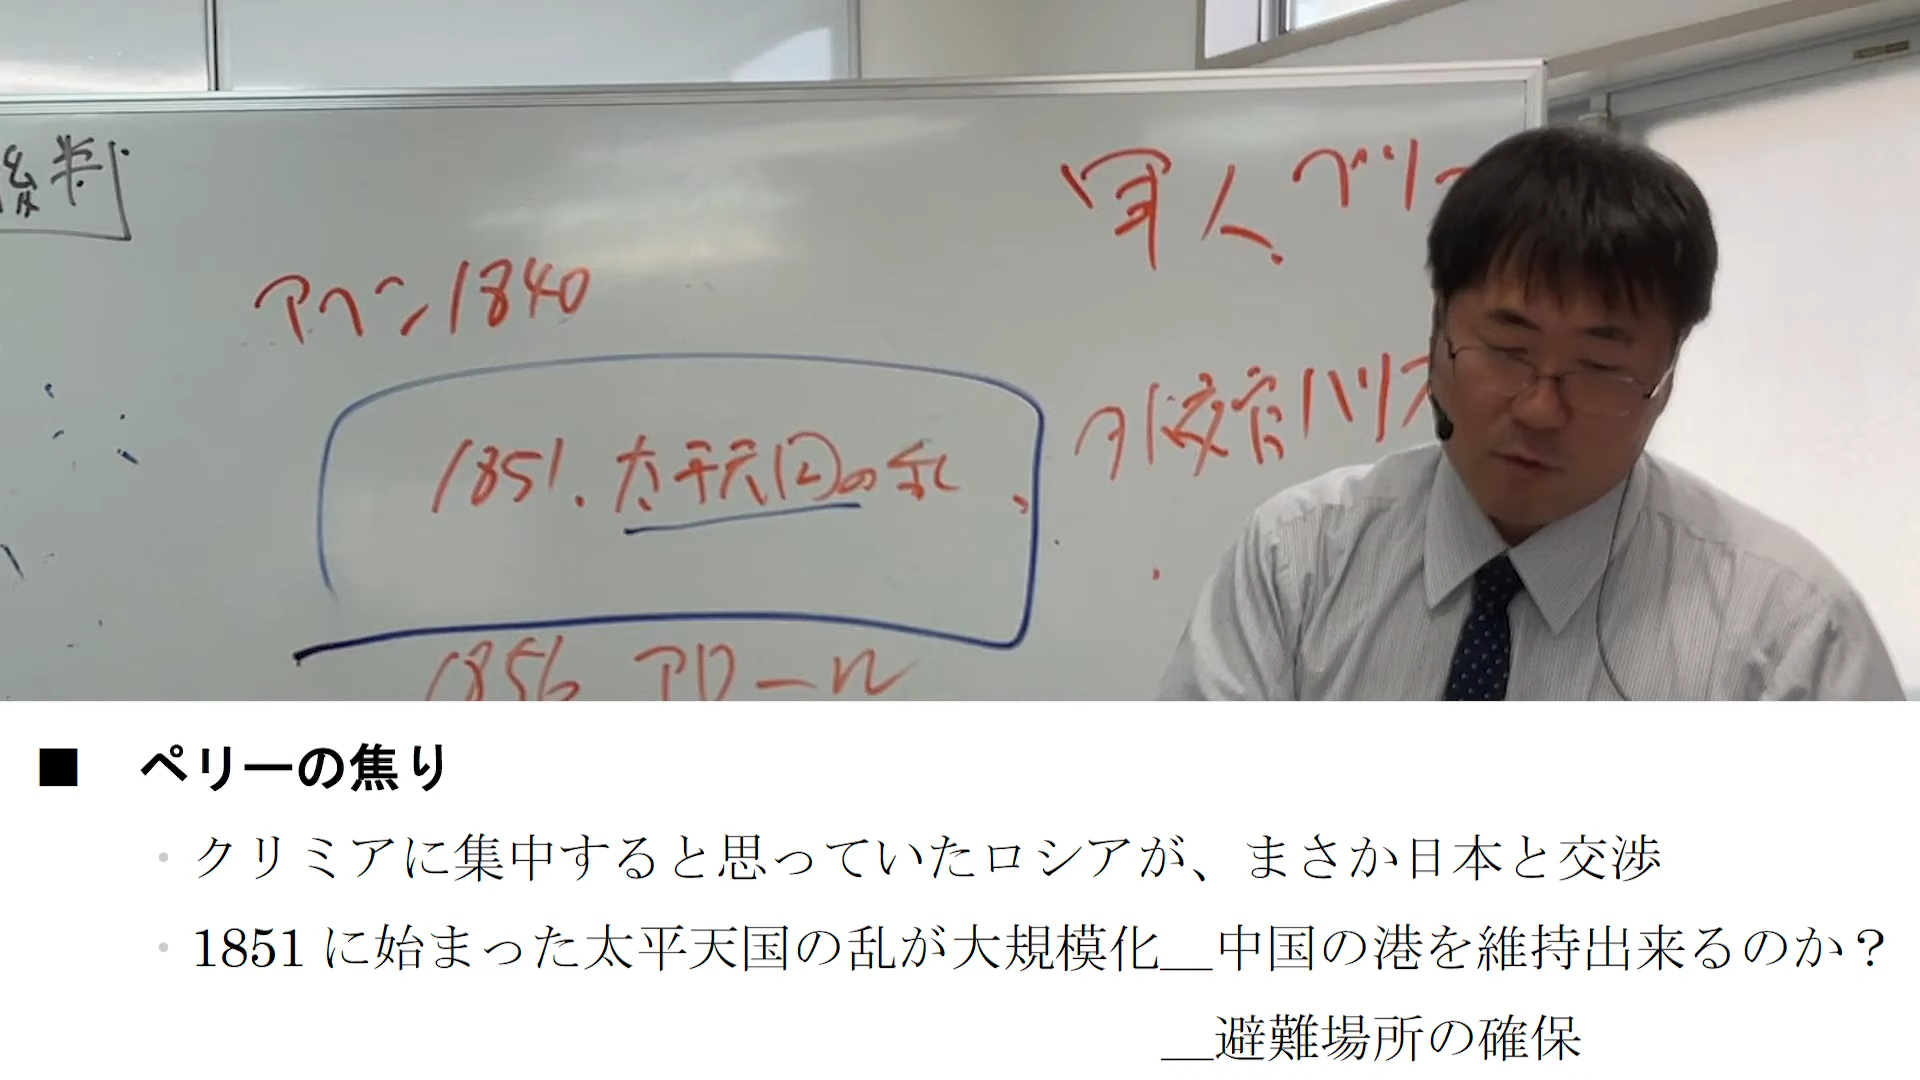 後判
軍人 ペリー
アヘン1840
外交官ハリス
1851. 太平天国の乱
1856 アロー
■ ペリーの焦り
・クリミアに集中すると思っていたロシアが、まさか日本と交渉
・1851に始まった太平天国の乱が大規模化__中国の港を維持出来るのか？
__避難場所の確保